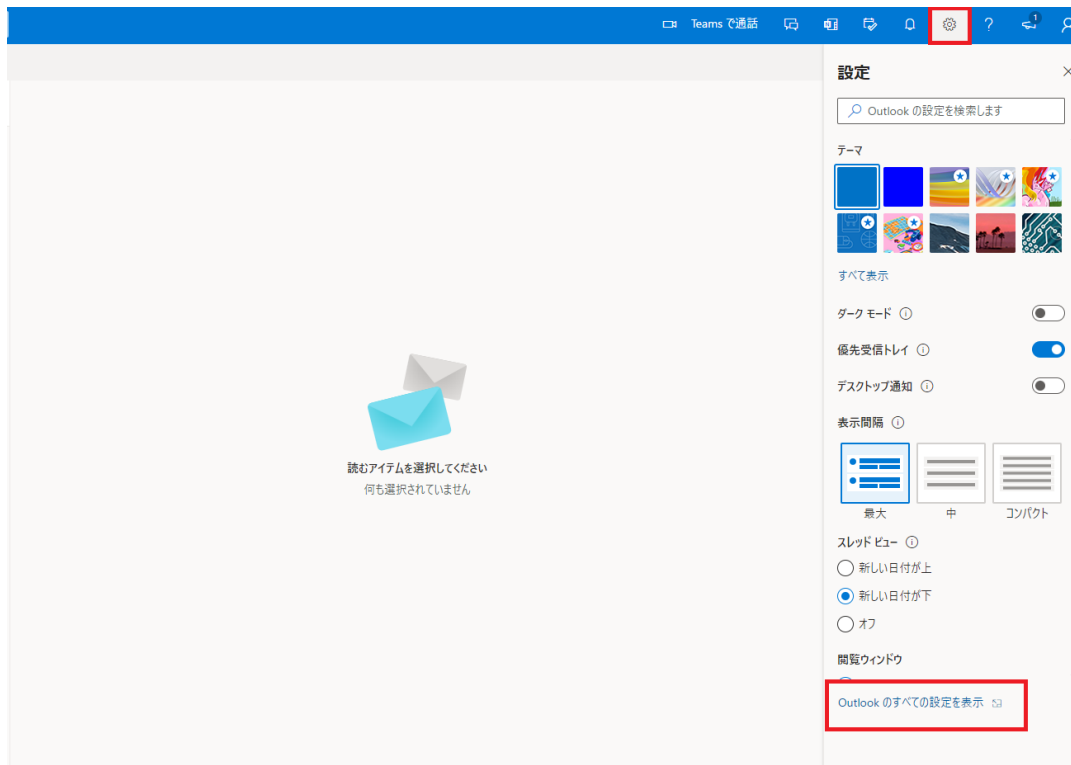 Teams で通話
?
1
設定
Outlook の設定を検索します
テーマ
すべて表示
ダーク モード
優先受信トレイ
デスクトップ通知
表示間隔
最大
中
コンパクト
スレッド ビュー
新しい日付が上
新しい日付が下
オフ
閲覧ウィンドウ
Outlook のすべての設定を表示
読むアイテムを選択してください
何も選択されていません